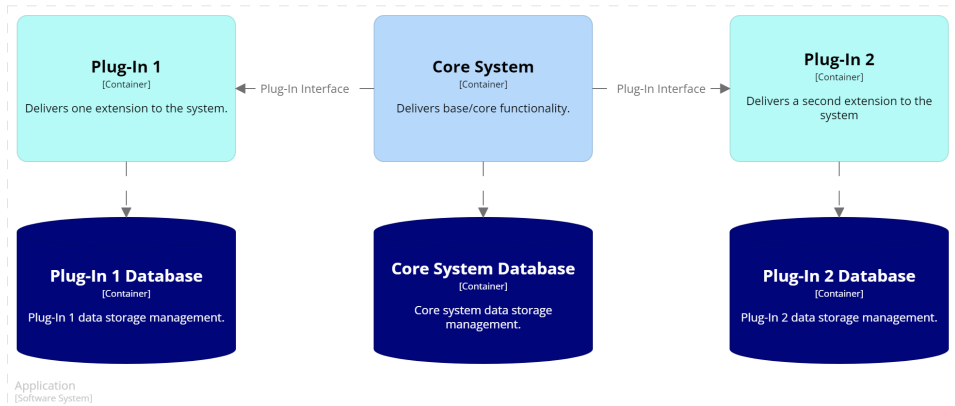 Plug-In 1
[Container]
Delivers one extension to the system.
Plug-In Interface
Core System
[Container]
Delivers base/core functionality.
Plug-In Interface
Plug-In 2
[Container]
Delivers a second extension to the
system
Plug-In 1 Database
[Container]
Plug-In 1 data storage management.
Core System Database
[Container]
Core system data storage
management.
Plug-In 2 Database
[Container]
Plug-In 2 data storage management.
Application
[Software System]